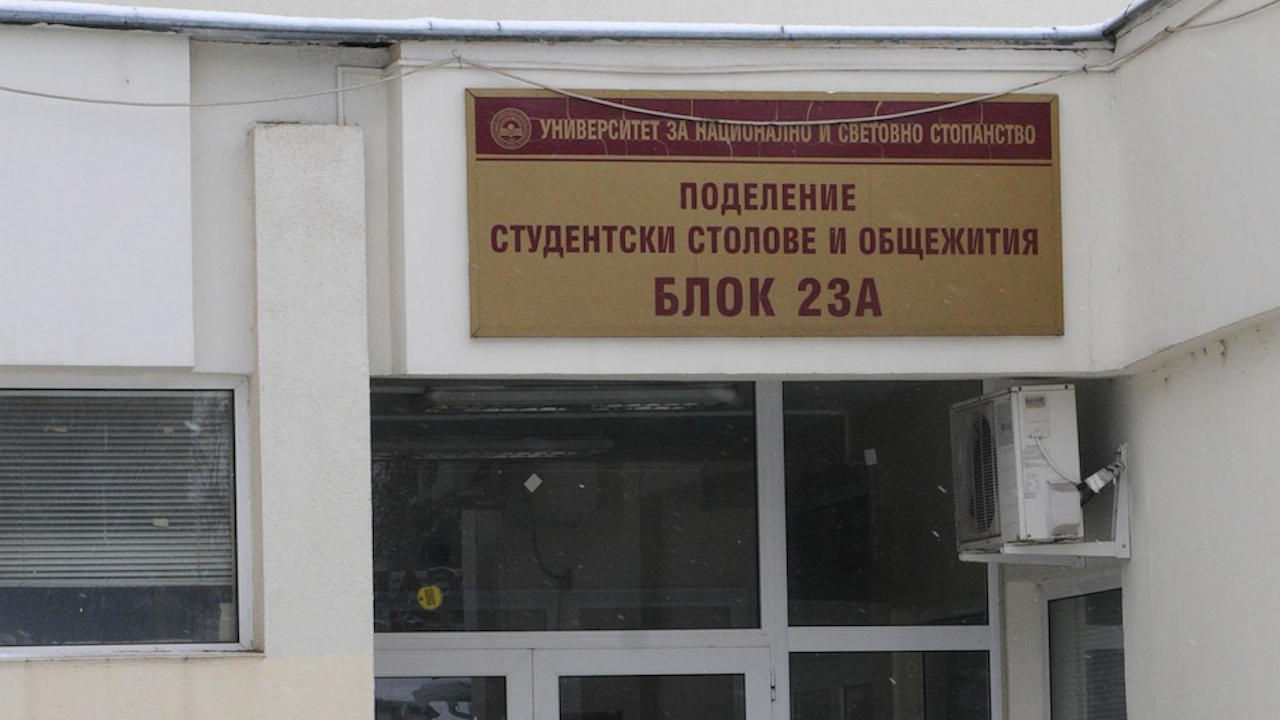 УНИВЕРСИТЕТ ЗА НАЦИОНАЛНО И СВЕТОВНО СТОПАНСТВО
ПОДЕЛЕНИЕ
СТУДЕНТСКИ СТОЛОВЕ И ОБЩЕЖИТИЯ
БЛОК 23А